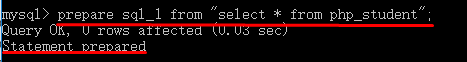 mysql> prepare sql_1 from "select * from php_student";
Query OK, 0 rows affected (0.03 sec)
Statement prepared